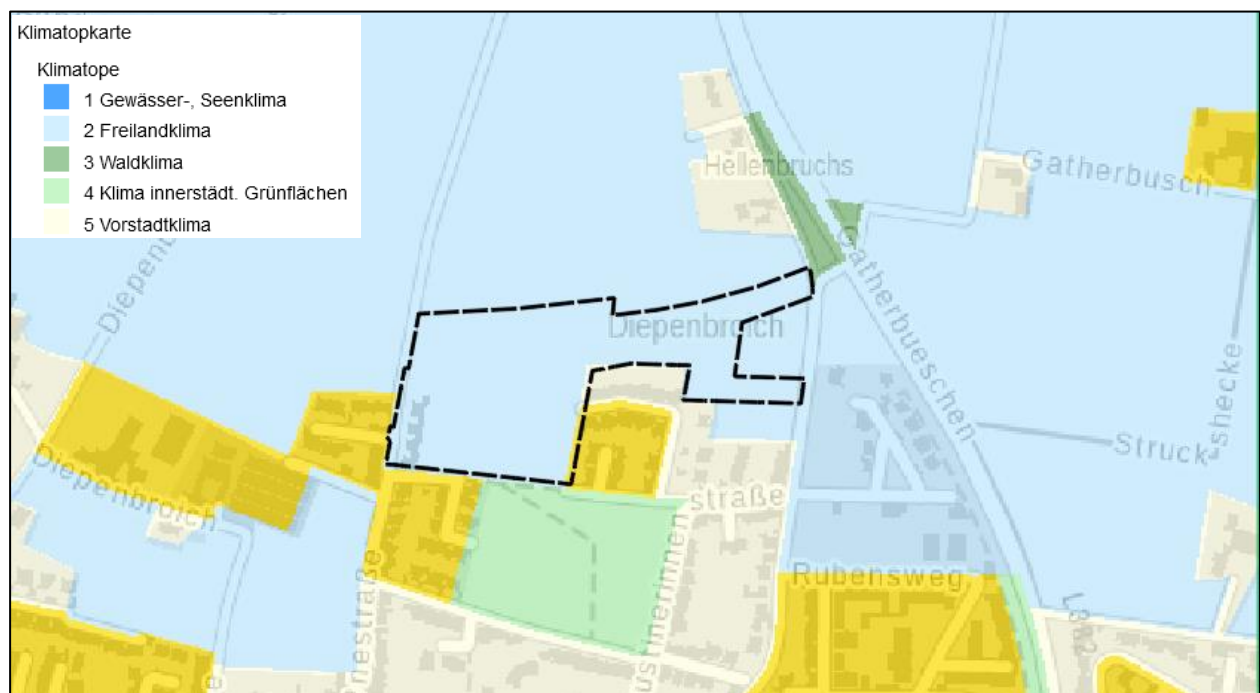 Klimatopkarte
Klimatope
1 Gewässer-, Seenklima
2 Freilandklima
3 Waldklima
4 Klima innerstädt. Grünflächen
5 Vorstadtklima
Hellenbruchs
Gatherbusch
Gatherbueschen
Diepenbroich
Struck-
shecke
Diepenbroich
straße
Rubensweg